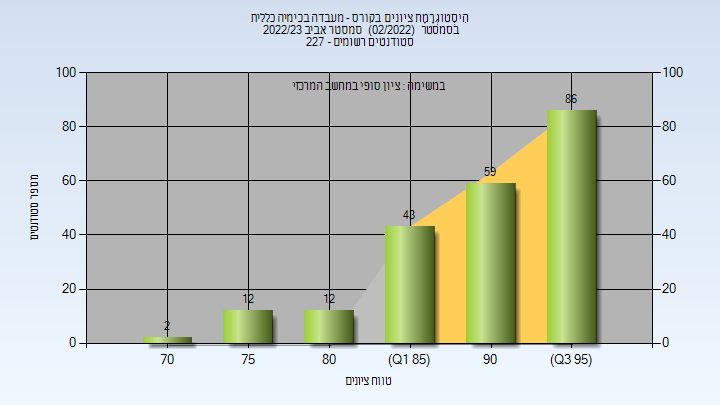 היסטוגרמת ציונים בקורס - מעבדה בכימיה כללית
בסמסטר (02/2022) סמסטר אביב 2022/23
סטודנטים רשומים - 227
במשימה : ציון סופי במחשב המרכזי
100 100
80 80
60 60
40 40
20 20
0 0
2 12 12 43 59 86
70 75 80 (Q1 85) 90 (Q3 95)
מספר סטודנטים
טווח ציונים